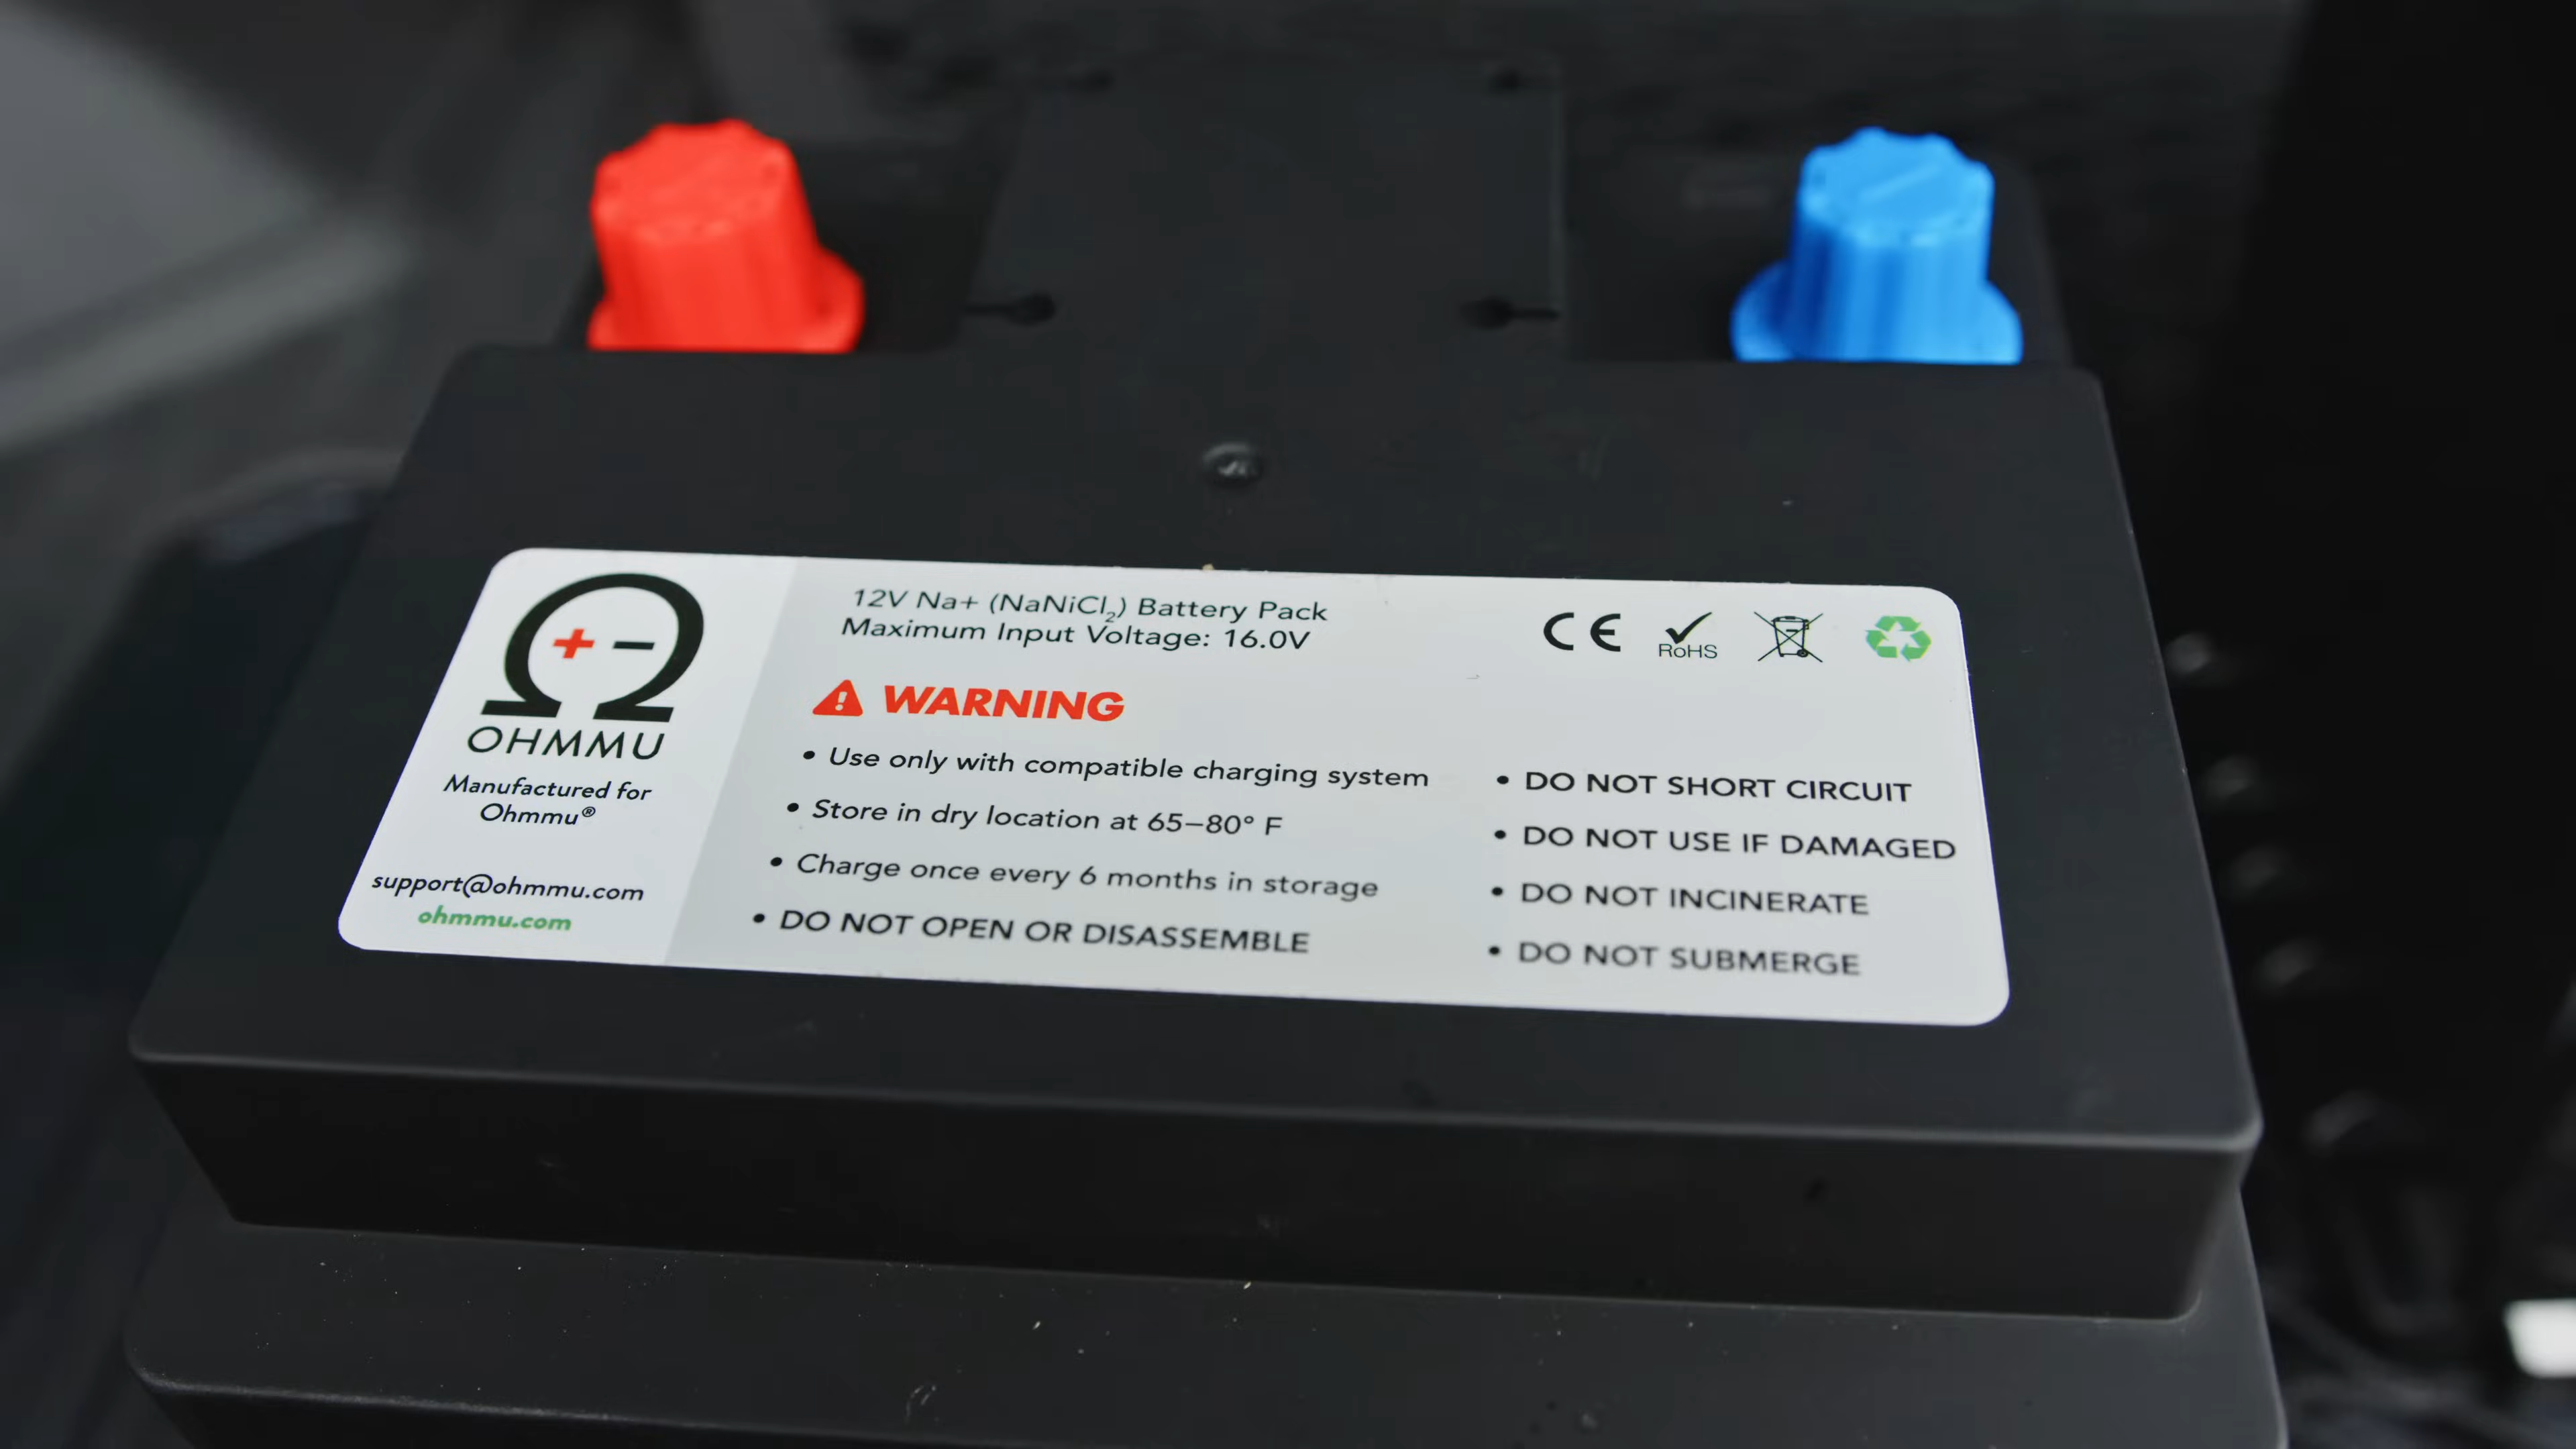 OHMMU
Manufactured for
Ohmmu®
support@ohmmu.com
ohmmu.com
12V Na+ (NaNiCl₂) Battery Pack
Maximum Input Voltage: 16.0V
CE
RoHS
WARNING
• Use only with compatible charging system
• Store in dry location at 65–80° F
• Charge once every 6 months in storage
• DO NOT OPEN OR DISASSEMBLE
• DO NOT SHORT CIRCUIT
• DO NOT USE IF DAMAGED
• DO NOT INCINERATE
• DO NOT SUBMERGE